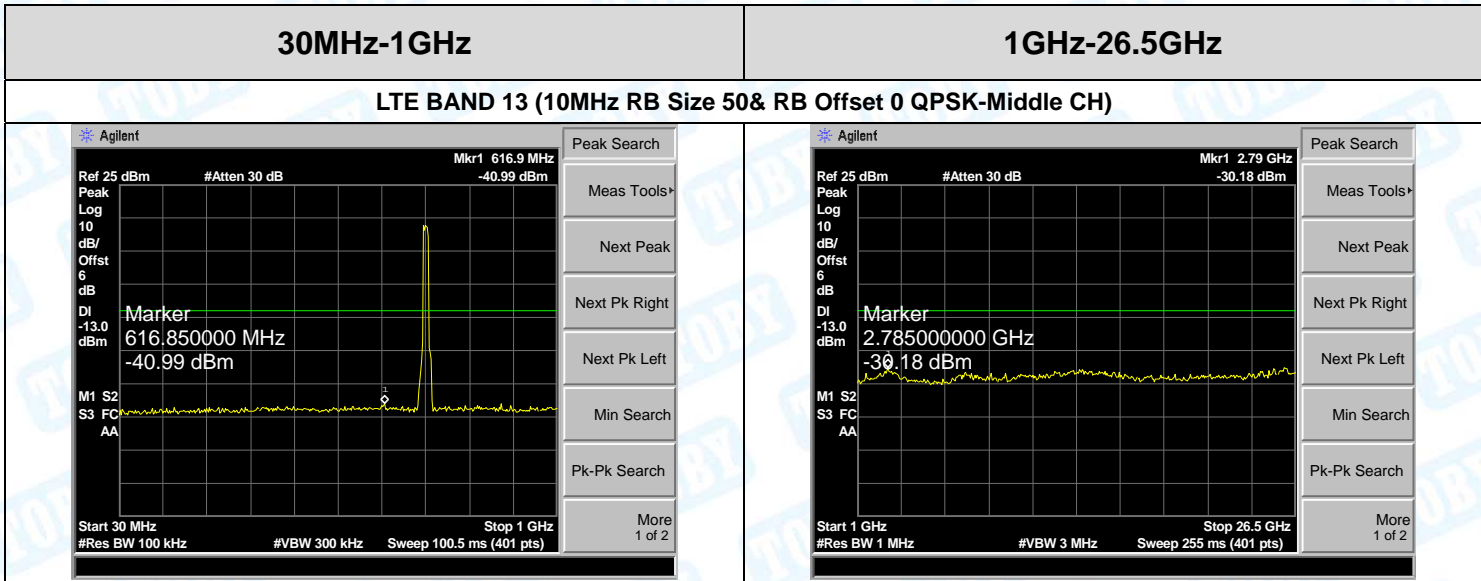 30MHz-1GHz
1GHz-26.5GHz
LTE BAND 13 (10MHz RB Size 50& RB Offset 0 QPSK-Middle CH)
Agilent
Peak Search
Mkr1 616.9 MHz
Ref 25 dBm #Atten 30 dB -40.99 dBm
Peak
Log
10
dB/
Offst
6
dB
DI
-13.0
dBm
M1 S2
S3 FC
AA
Marker
616.850000 MHz
-40.99 dBm
1
Start 30 MHz Stop 1 GHz
#Res BW 100 kHz #VBW 300 kHz Sweep 100.5 ms (401 pts)
Meas Tools
Next Peak
Next Pk Right
Next Pk Left
Min Search
Pk-Pk Search
More
1 of 2
Agilent
Peak Search
Mkr1 2.79 GHz
Ref 25 dBm #Atten 30 dB -30.18 dBm
Peak
Log
10
dB/
Offst
6
dB
DI
-13.0
dBm
M1 S2
S3 FC
AA
Marker
2.785000000 GHz
-30.18 dBm
1
Start 1 GHz Stop 26.5 GHz
#Res BW 1 MHz #VBW 3 MHz Sweep 255 ms (401 pts)
Meas Tools
Next Peak
Next Pk Right
Next Pk Left
Min Search
Pk-Pk Search
More
1 of 2